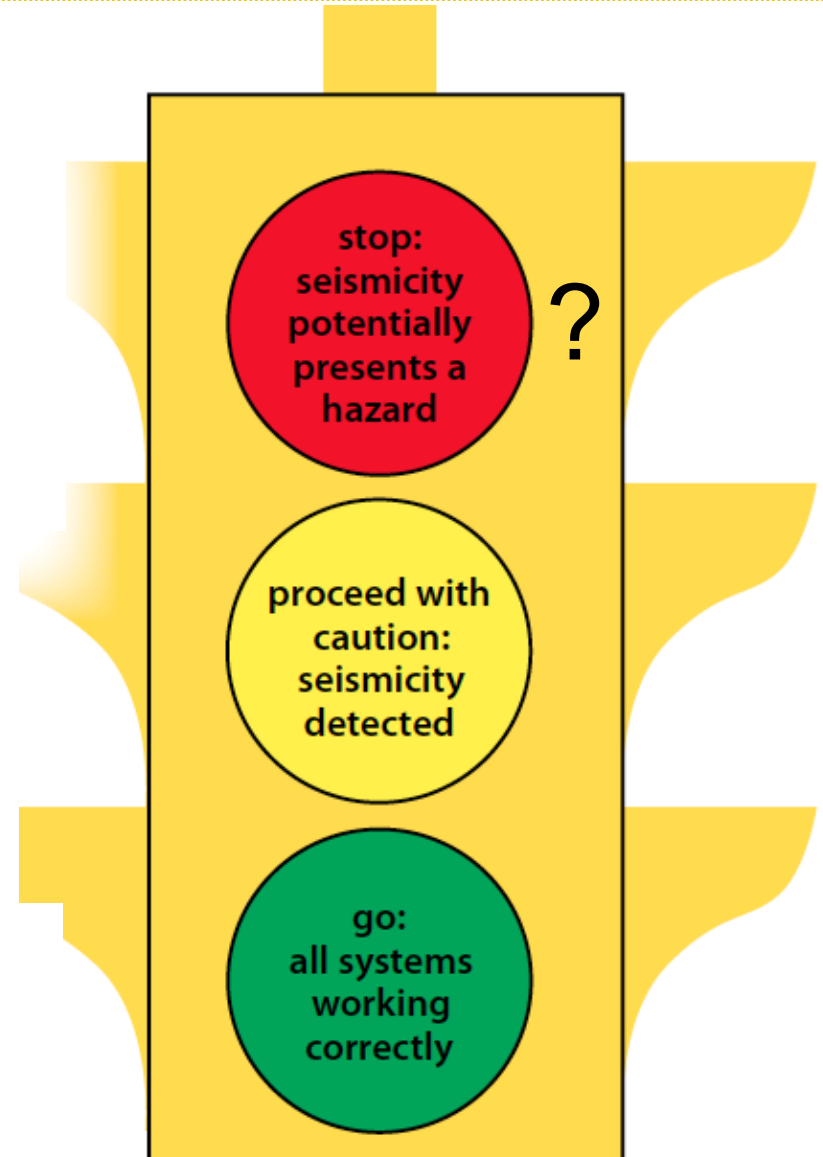 stop:
seismicity
potentially
presents a
hazard
?
proceed with
caution:
seismicity
detected
go:
all systems
working
correctly